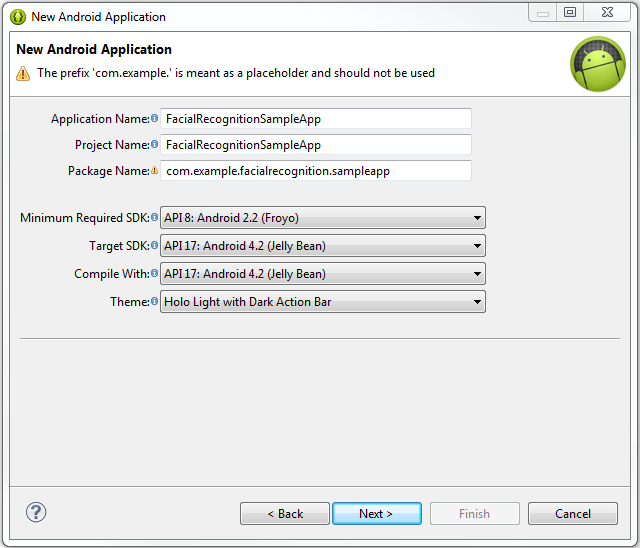 New Android Application
New Android Application
The prefix 'com.example.' is meant as a placeholder and should not be used
Application Name: FacialRecognitionSampleApp
Project Name: FacialRecognitionSampleApp
Package Name: com.example.facialrecognition.sampleapp
Minimum Required SDK: API 8: Android 2.2 (Froyo)
Target SDK: API 17: Android 4.2 (Jelly Bean)
Compile With: API 17: Android 4.2 (Jelly Bean)
Theme: Holo Light with Dark Action Bar
? < Back Next > Finish Cancel